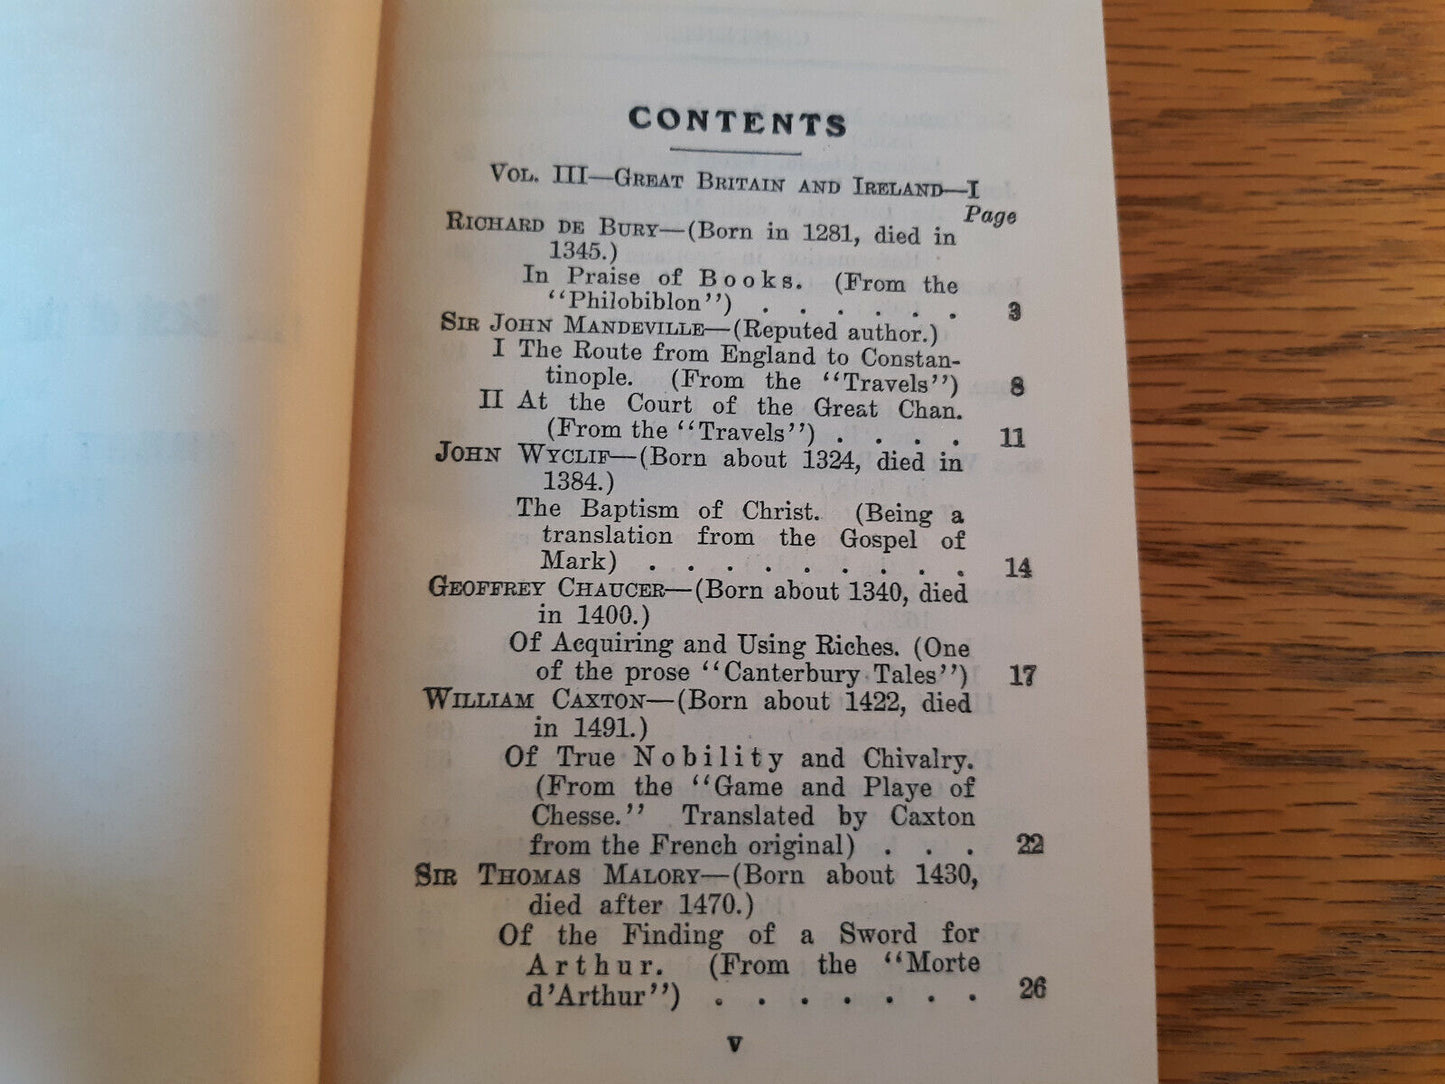 CONTENTS
VOL. III—GREAT BRITAIN AND IRELAND—I
Page
RICHARD DE BURY—(Born in 1281, died in
1345.)
In Praise of Books. (From the
‘‘Philobiblon’’) . . . . . . 3
SIR JOHN MANDEVILLE—(Reputed author.)
I The Route from England to Constan-
tinople. (From the ‘‘Travels’’) 8
II At the Court of the Great Chan.
(From the ‘‘Travels’’) . . . . 11
JOHN WYCLIF—(Born about 1324, died in
1384.)
The Baptism of Christ. (Being a
translation from the Gospel of
Mark) . . . . . . . . . 14
GEOFFREY CHAUCER—(Born about 1340, died
in 1400.)
Of Acquiring and Using Riches. (One
of the prose ‘‘Canterbury Tales’’) 17
WILLIAM CAXTON—(Born about 1422, died
in 1491.)
Of True Nobility and Chivalry.
(From the ‘‘Game and Playe of
Chesse.’’ Translated by Caxton
from the French original) . . . 22
SIR THOMAS MALORY—(Born about 1430,
died after 1470.)
Of the Finding of a Sword for
Arthur. (From the ‘‘Morte
d’Arthur’’) . . . . . . . 26
v